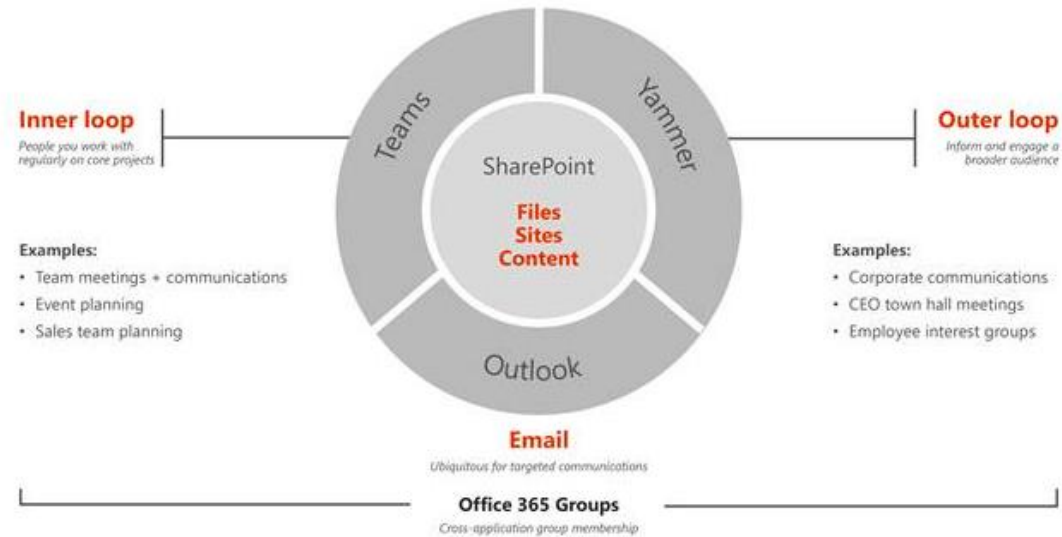 Teams
Yammer
Inner loop
People you work with
regularly on core projects
Outer loop
Inform and engage a
broader audience
SharePoint
Files
Sites
Content
Examples:
• Team meetings + communications
• Event planning
• Sales team planning
Examples:
• Corporate communications
• CEO town hall meetings
• Employee interest groups
Outlook
Email
Ubiquitous for targeted communications
Office 365 Groups
Cross-application group membership